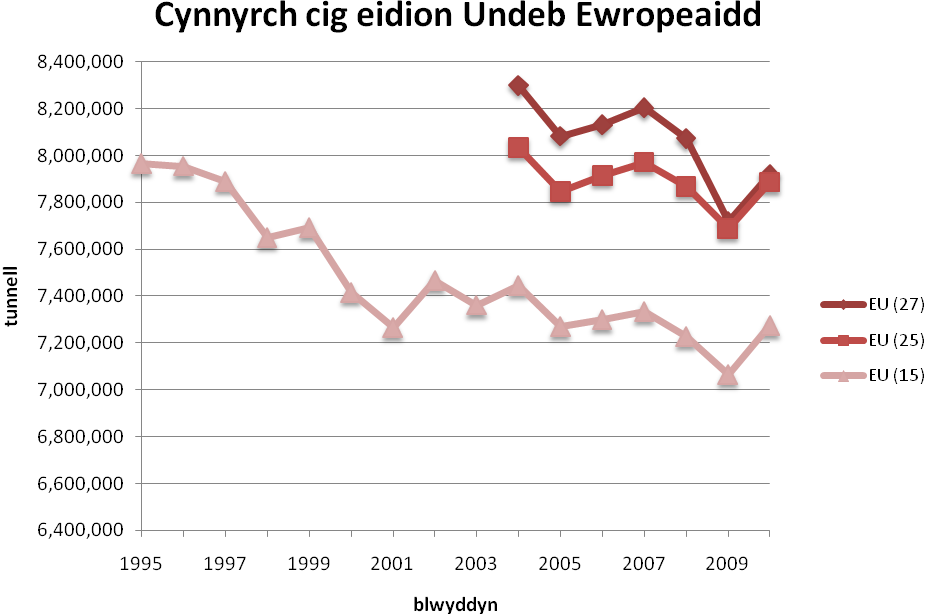 Cynnyrch cig eidion Undeb Ewropeaidd
8,400,000
8,200,000
8,000,000
7,800,000
7,600,000
7,400,000
7,200,000
7,000,000
6,800,000
6,600,000
6,400,000
tunnell
1995 1997 1999 2001 2003 2005 2007 2009
blwyddyn
EU (27)
EU (25)
EU (15)